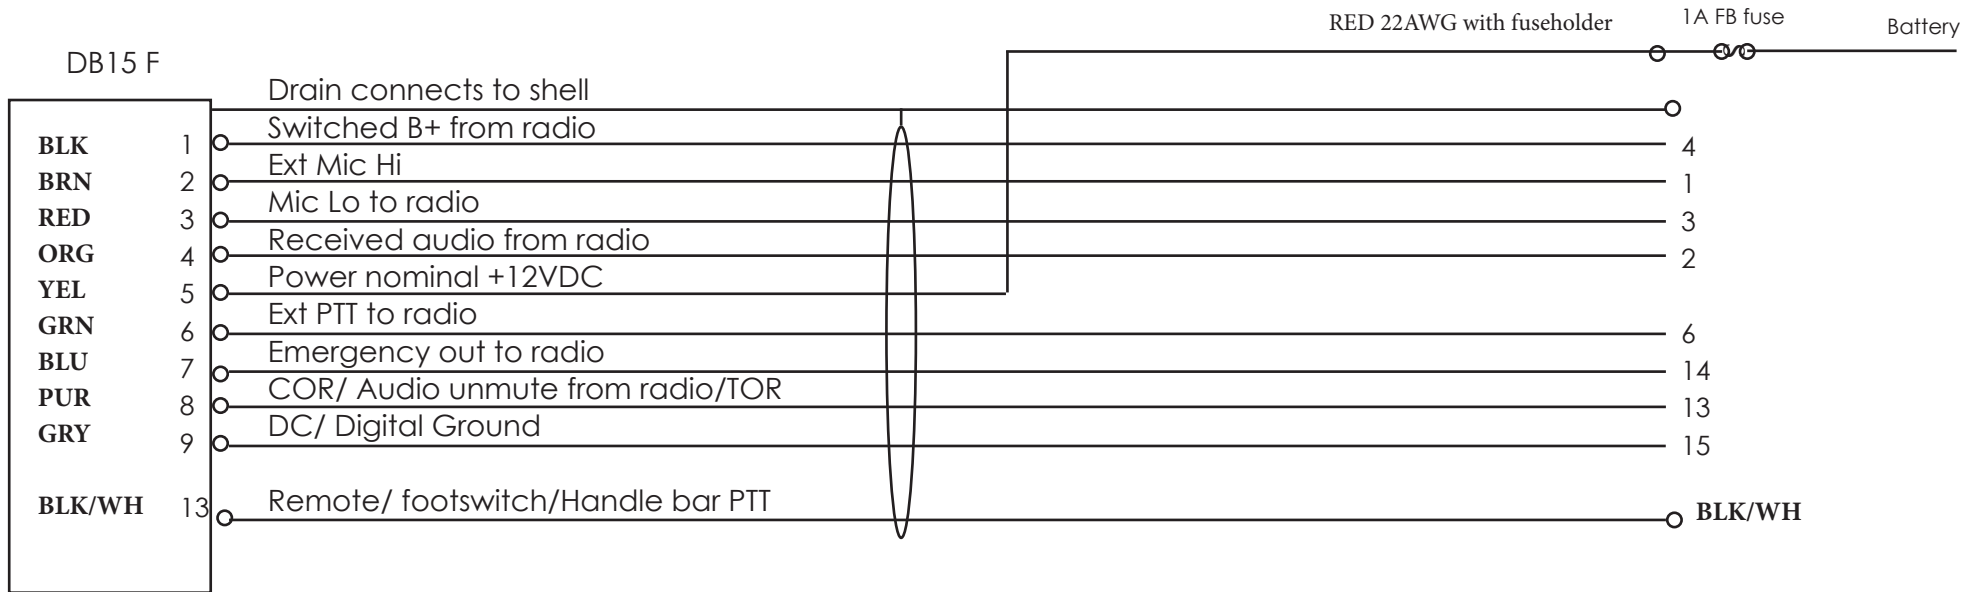 RED 22AWG with fuseholder 1A FB fuse Battery
DB15 F
Drain connects to shell
BLK 1 Switched B+ from radio 4
BRN 2 Ext Mic Hi 1
RED 3 Mic Lo to radio 3
ORG 4 Received audio from radio 2
YEL 5 Power nominal +12VDC
GRN 6 Ext PTT to radio 6
BLU 7 Emergency out to radio 14
PUR 8 COR/ Audio unmute from radio/TOR 13
GRY 9 DC/ Digital Ground 15
BLK/WH 13 Remote/ footswitch/Handle bar PTT BLK/WH